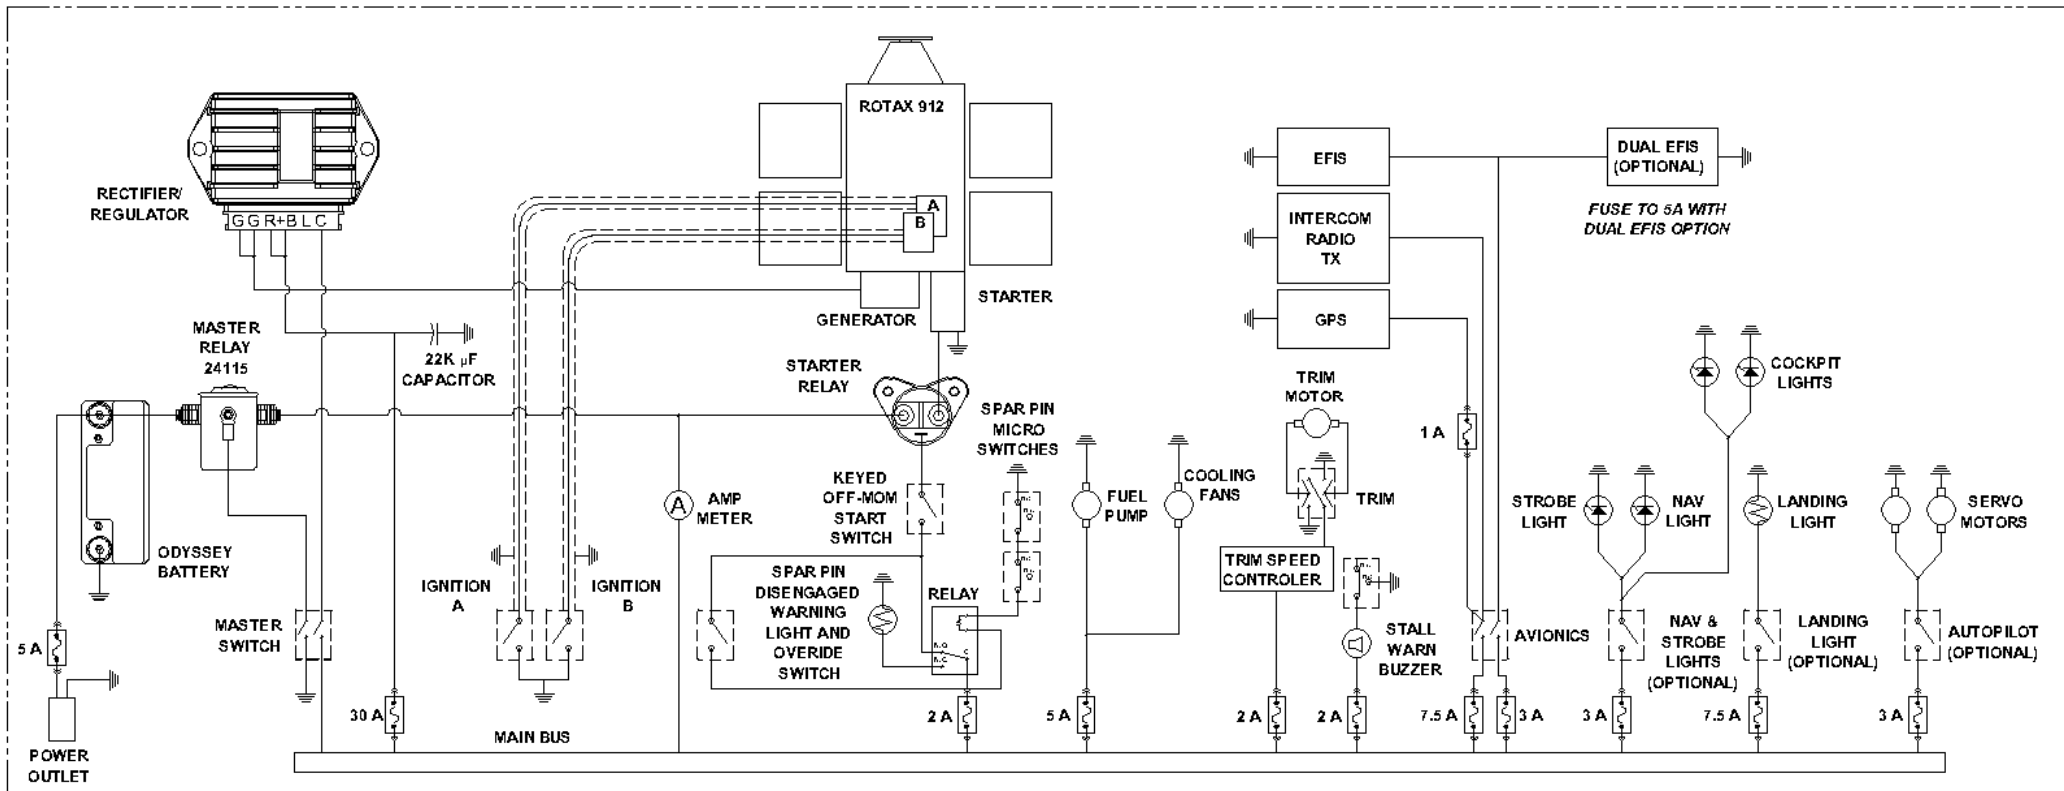 ROTAX 912
RECTIFIER/
REGULATOR
GGR+BLC
A
B
STARTER
GENERATOR
MASTER
RELAY
24115
22K µF
CAPACITOR
STARTER
RELAY
ODYSSEY
BATTERY
5 A
POWER
OUTLET
MASTER
SWITCH
30 A
IGNITION
A
IGNITION
B
MAIN BUS
A
AMP
METER
KEYED
OFF-MOM
START
SWITCH
SPAR PIN
MICRO
SWITCHES
SPAR PIN
DISENGAGED
WARNING
LIGHT AND
OVERIDE
SWITCH
RELAY
N.O
N.C
C
2 A
FUEL
PUMP
COOLING
FANS
5 A
EFIS
DUAL EFIS
(OPTIONAL)
FUSE TO 5A WITH
DUAL EFIS OPTION
INTERCOM
RADIO
TX
GPS
1 A
TRIM
MOTOR
TRIM
TRIM SPEED
CONTROLER
2 A
STALL
WARN
BUZZER
2 A
AVIONICS
7.5 A
3 A
COCKPIT
LIGHTS
STROBE
LIGHT
NAV
LIGHT
NAV &
STROBE
LIGHTS
(OPTIONAL)
3 A
LANDING
LIGHT
LANDING
LIGHT
(OPTIONAL)
7.5 A
SERVO
MOTORS
AUTOPILOT
(OPTIONAL)
3 A